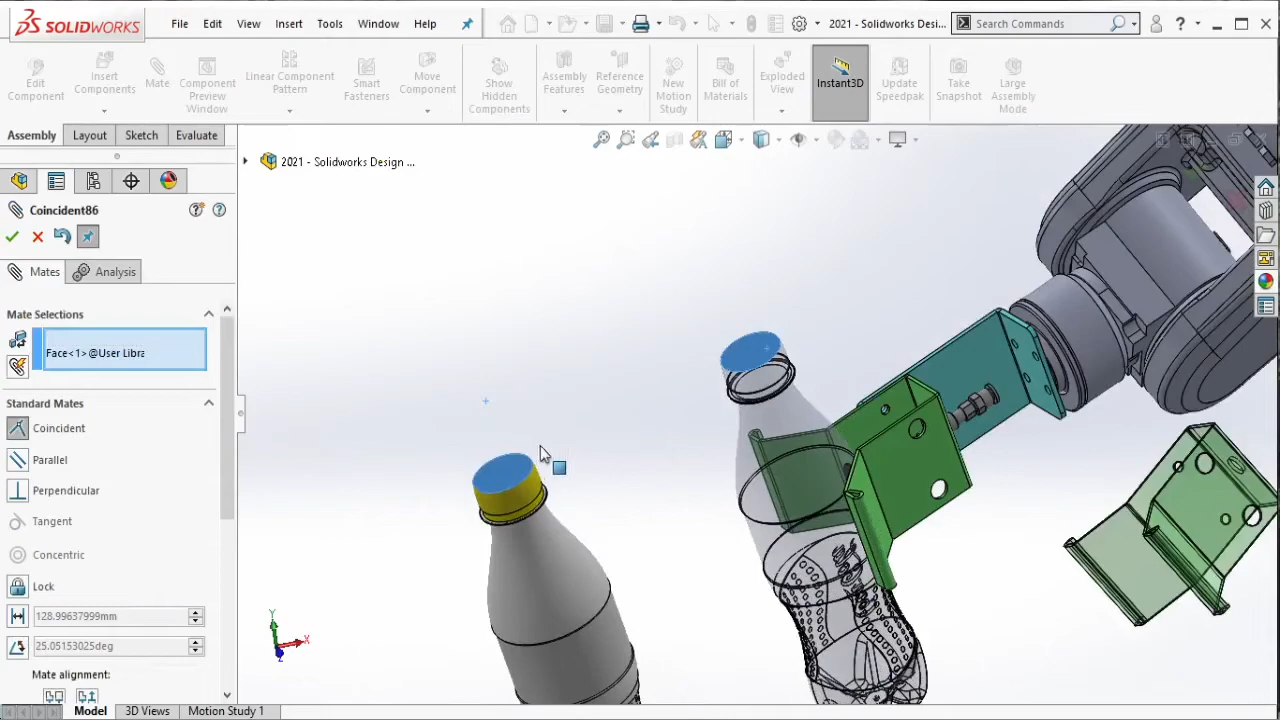 SOLIDWORKS File Edit View Insert Tools Window Help 2021 - Solidworks Desi... Search Commands ?
Edit Component
Insert Components
Mate
Component Preview Window
Linear Component Pattern
Smart Fasteners
Move Component
Show Hidden Components
Assembly Features
Reference Geometry
New Motion Study
Bill of Materials
Exploded View
Instant3D
Update Speedpak
Take Snapshot
Large Assembly Mode
Assembly Layout Sketch Evaluate
2021 - Solidworks Design ...
Coincident86
Mates Analysis
Mate Selections
Face<1>@User Libra
Standard Mates
Coincident
Parallel
Perpendicular
Tangent
Concentric
Lock
128.99637999mm
25.05153025deg
Mate alignment:
Y
X
Z
Model 3D Views Motion Study 1